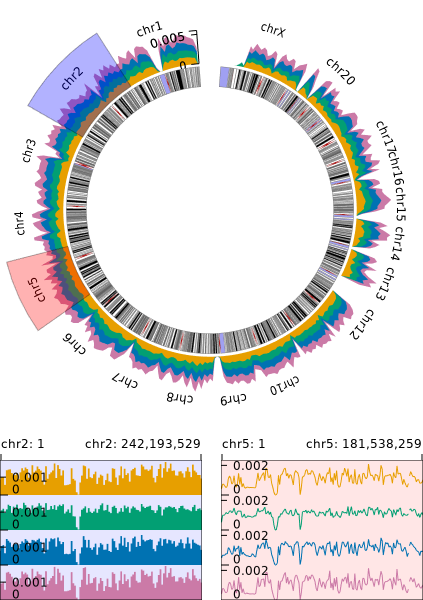 chr1
0.005
0
chrX
chr2
chr20
chr3
chr17
chr16
chr15
chr4
chr14
chr5
chr13
chr6
chr12
chr7
chr10
chr8
chr9
chr2: 1
chr2: 242,193,529
chr5: 1
chr5: 181,538,259
0.001
0
0.001
0
0.001
0
0.001
0
0.002
0
0.002
0
0.002
0
0.002
0